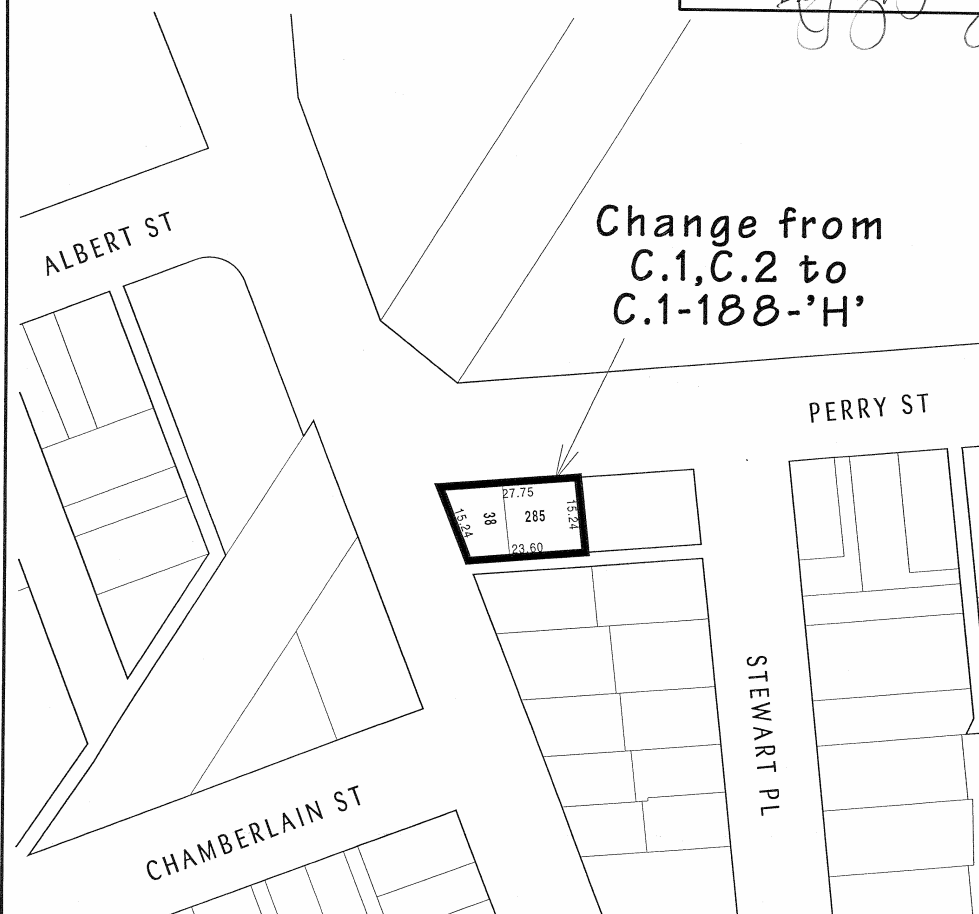 ALBERT ST
Change from
C.1,C.2 to
C.1-188-'H'
PERRY ST
27.75
15.24
38
285
15.24
23.60
STEWART PL
CHAMBERLAIN ST